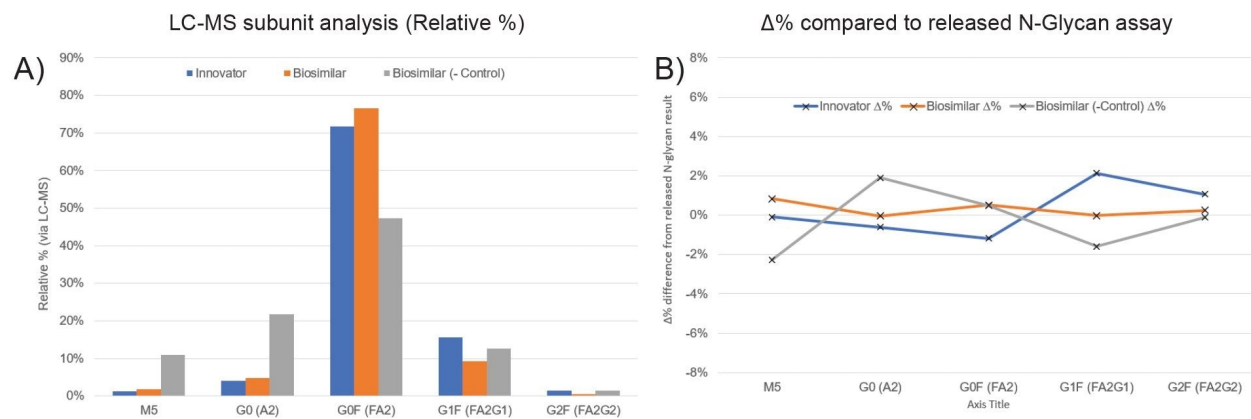 LC-MS subunit analysis (Relative %)
A)
90%
80%
70%
60%
50%
40%
30%
20%
10%
0%
Relative % (via LC-MS)
Innovator Biosimilar Biosimilar (- Control)
M5 G0 (A2) G0F (FA2) G1F (FA2G1) G2F (FA2G2)
Δ% compared to released N-Glycan assay
B)
8%
6%
4%
2%
0%
-2%
-4%
-6%
-8%
Δ% difference from released N-glycan result
Innovator Δ% Biosimilar Δ% Biosimilar (-Control) Δ%
M5 G0 (A2) G0F (FA2) G1F (FA2G1) G2F (FA2G2)
Axis Title